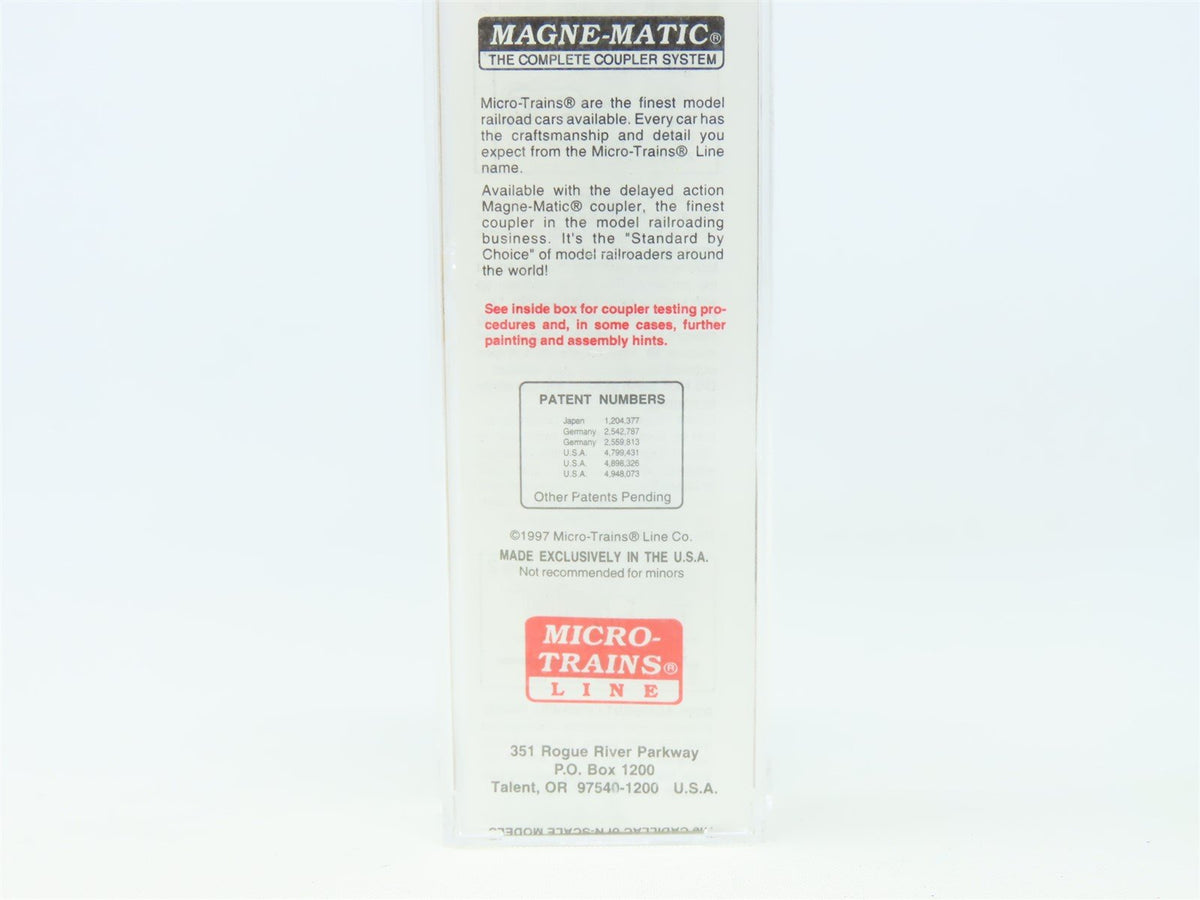 MAGNE-MATIC®
THE COMPLETE COUPLER SYSTEM
Micro-Trains® are the finest model
railroad cars available. Every car has
the craftsmanship and detail you
expect from the Micro-Trains® Line
name.
Available with the delayed action
Magne-Matic® coupler, the finest
coupler in the model railroading
business. It's the "Standard by
Choice" of model railroaders around
the world!
See inside box for coupler testing pro-
cedures and, in some cases, further
painting and assembly hints.
PATENT NUMBERS
Japan 1,204,377
Germany 2,542,787
Germany 2,559,813
U.S.A. 4,799,431
U.S.A. 4,898,326
U.S.A. 4,948,073
Other Patents Pending
©1997 Micro-Trains® Line Co.
MADE EXCLUSIVELY IN THE U.S.A.
Not recommended for minors
MICRO-
TRAINS®
LINE
351 Rogue River Parkway
P.O. Box 1200
Talent, OR 97540-1200 U.S.A.
CADILLAC of N-SCALE MODELS